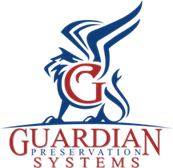 G
GUARDIAN
PRESERVATION
SYSTEMS